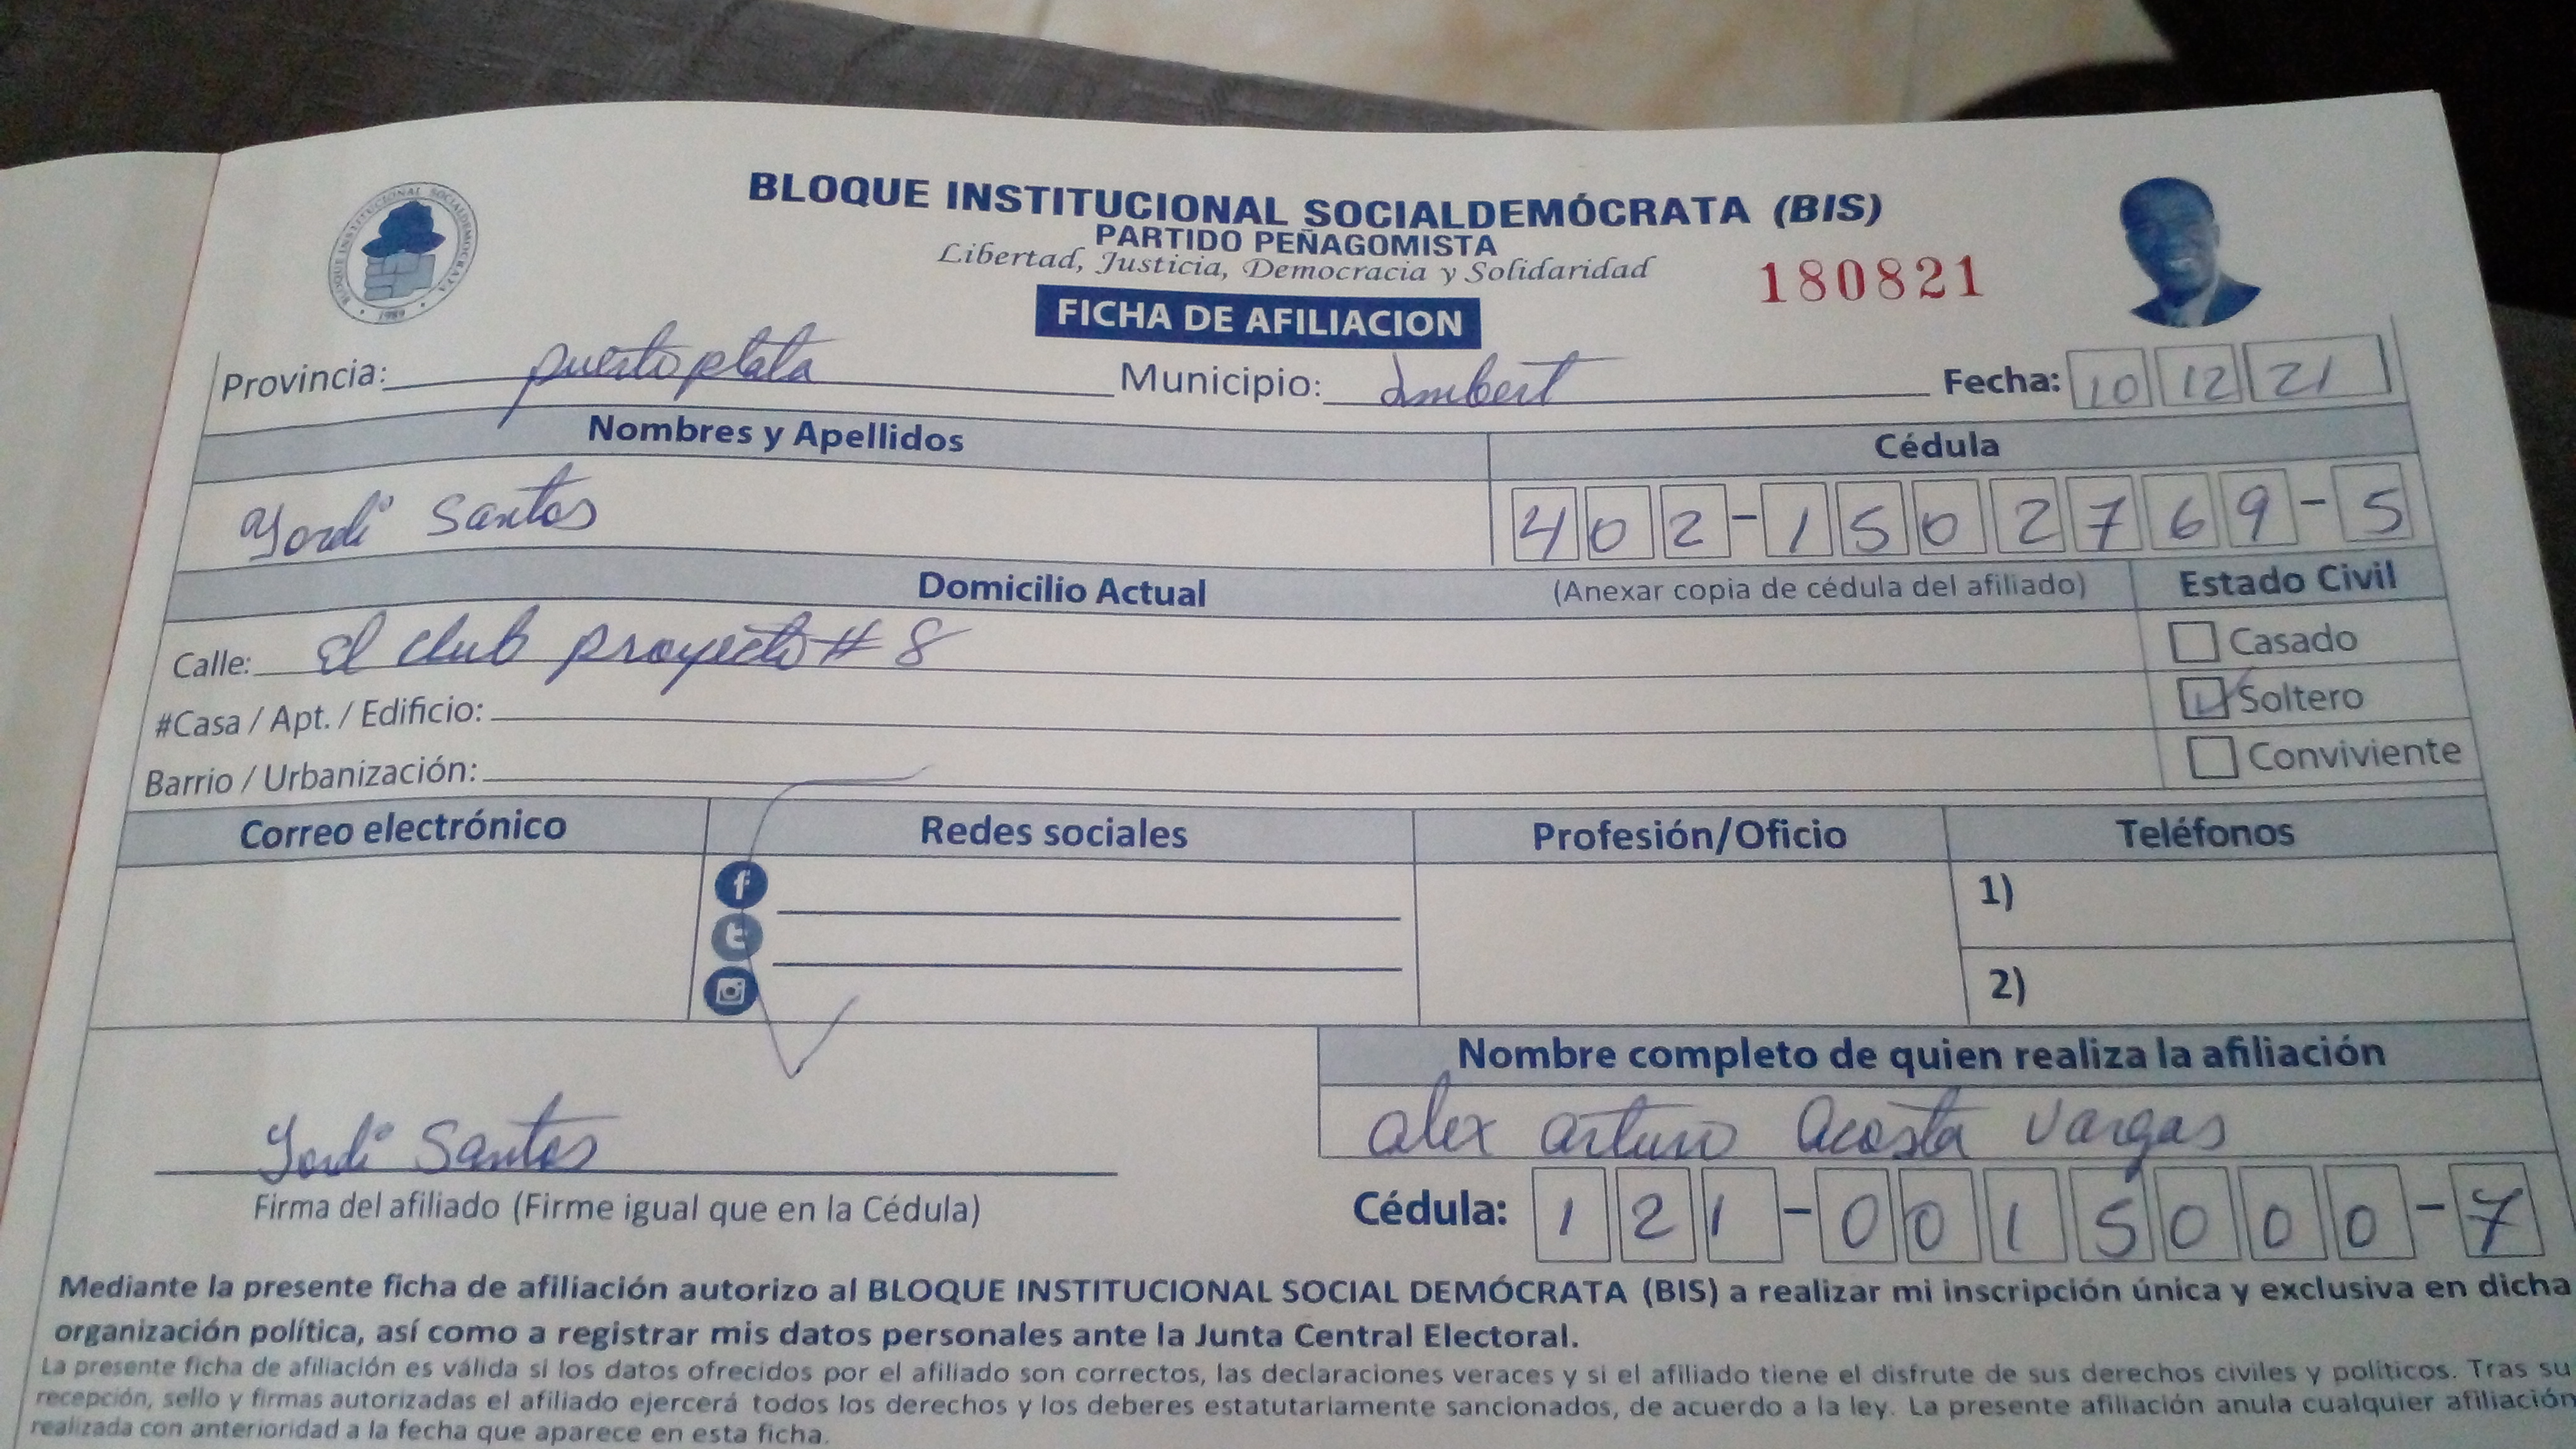 BLOQUE INSTITUCIONAL SOCIALDEMOCRATA
1989
BLOQUE INSTITUCIONAL SOCIALDEMÓCRATA (BIS)
PARTIDO PEÑAGOMISTA
Libertad, Justicia, Democracia y Solidaridad
180821
FICHA DE AFILIACION
Provincia: puerto plata Municipio: imbert Fecha: 10 12 21
Nombres y Apellidos Cédula
Yordi Santos 402-1502769-5
Domicilio Actual (Anexar copia de cédula del afiliado) Estado Civil
Calle: el club proyecto # 8 Casado
#Casa / Apt. / Edificio: Soltero
Barrio / Urbanización: Conviviente
Correo electrónico Redes sociales Profesión/Oficio Teléfonos
1)
2)
Nombre completo de quien realiza la afiliación
Yordi Santos alex arturo acosta vargas
Firma del afiliado (Firme igual que en la Cédula) Cédula: 121-0015000-7
Mediante la presente ficha de afiliación autorizo al BLOQUE INSTITUCIONAL SOCIAL DEMÓCRATA (BIS) a realizar mi inscripción única y exclusiva en dicha
organización política, así como a registrar mis datos personales ante la Junta Central Electoral.
La presente ficha de afiliación es válida si los datos ofrecidos por el afiliado son correctos, las declaraciones veraces y si el afiliado tiene el disfrute de sus derechos civiles y políticos. Tras su
recepción, sello y firmas autorizadas el afiliado ejercerá todos los derechos y los deberes estatutariamente sancionados, de acuerdo a la ley. La presente afiliación anula cualquier afiliación
realizada con anterioridad a la fecha que aparece en esta ficha.